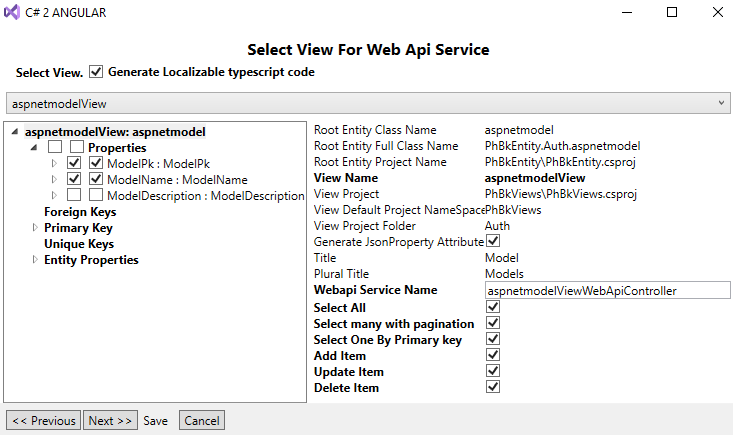 C# 2 ANGULAR
Select View For Web Api Service
Select View. Generate Localizable typescript code
aspnetmodelView
aspnetmodelView: aspnetmodel
Properties
ModelPk : ModelPk
ModelName : ModelName
ModelDescription : ModelDescription
Foreign Keys
Primary Key
Unique Keys
Entity Properties
Root Entity Class Name aspnetmodel
Root Entity Full Class Name PhBkEntity.Auth.aspnetmodel
Root Entity Project Name PhBkEntity\PhBkEntity.csproj
View Name aspnetmodelView
View Project PhBkViews\PhBkViews.csproj
View Default Project NameSpace PhBkViews
View Project Folder Auth
Generate JsonProperty Attribute
Title Model
Plural Title Models
Webapi Service Name aspnetmodelViewWebApiController
Select All
Select many with pagination
Select One By Primary key
Add Item
Update Item
Delete Item
<< Previous Next >> Save Cancel